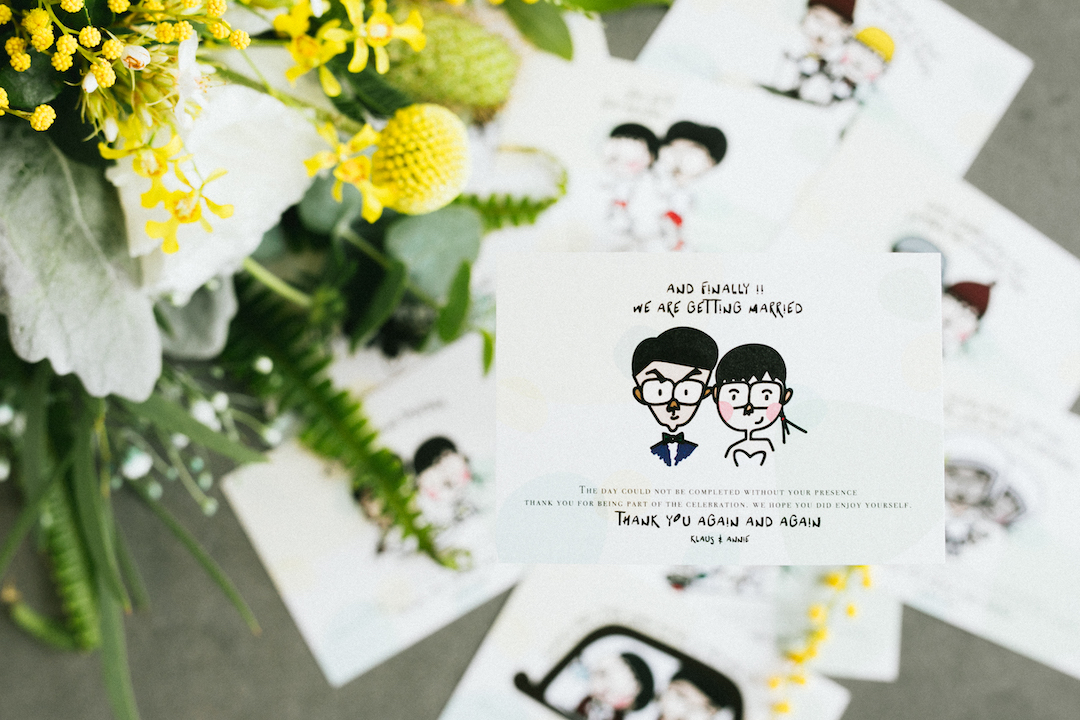 AND FINALLY !!
WE ARE GETTING MARRIED
THE DAY COULD NOT BE COMPLETED WITHOUT YOUR PRESENCE
THANK YOU FOR BEING PART OF THE CELEBRATION. WE HOPE YOU DID ENJOY YOURSELF.
THANK YOU AGAIN AND AGAIN
KLAUS & ANNIE